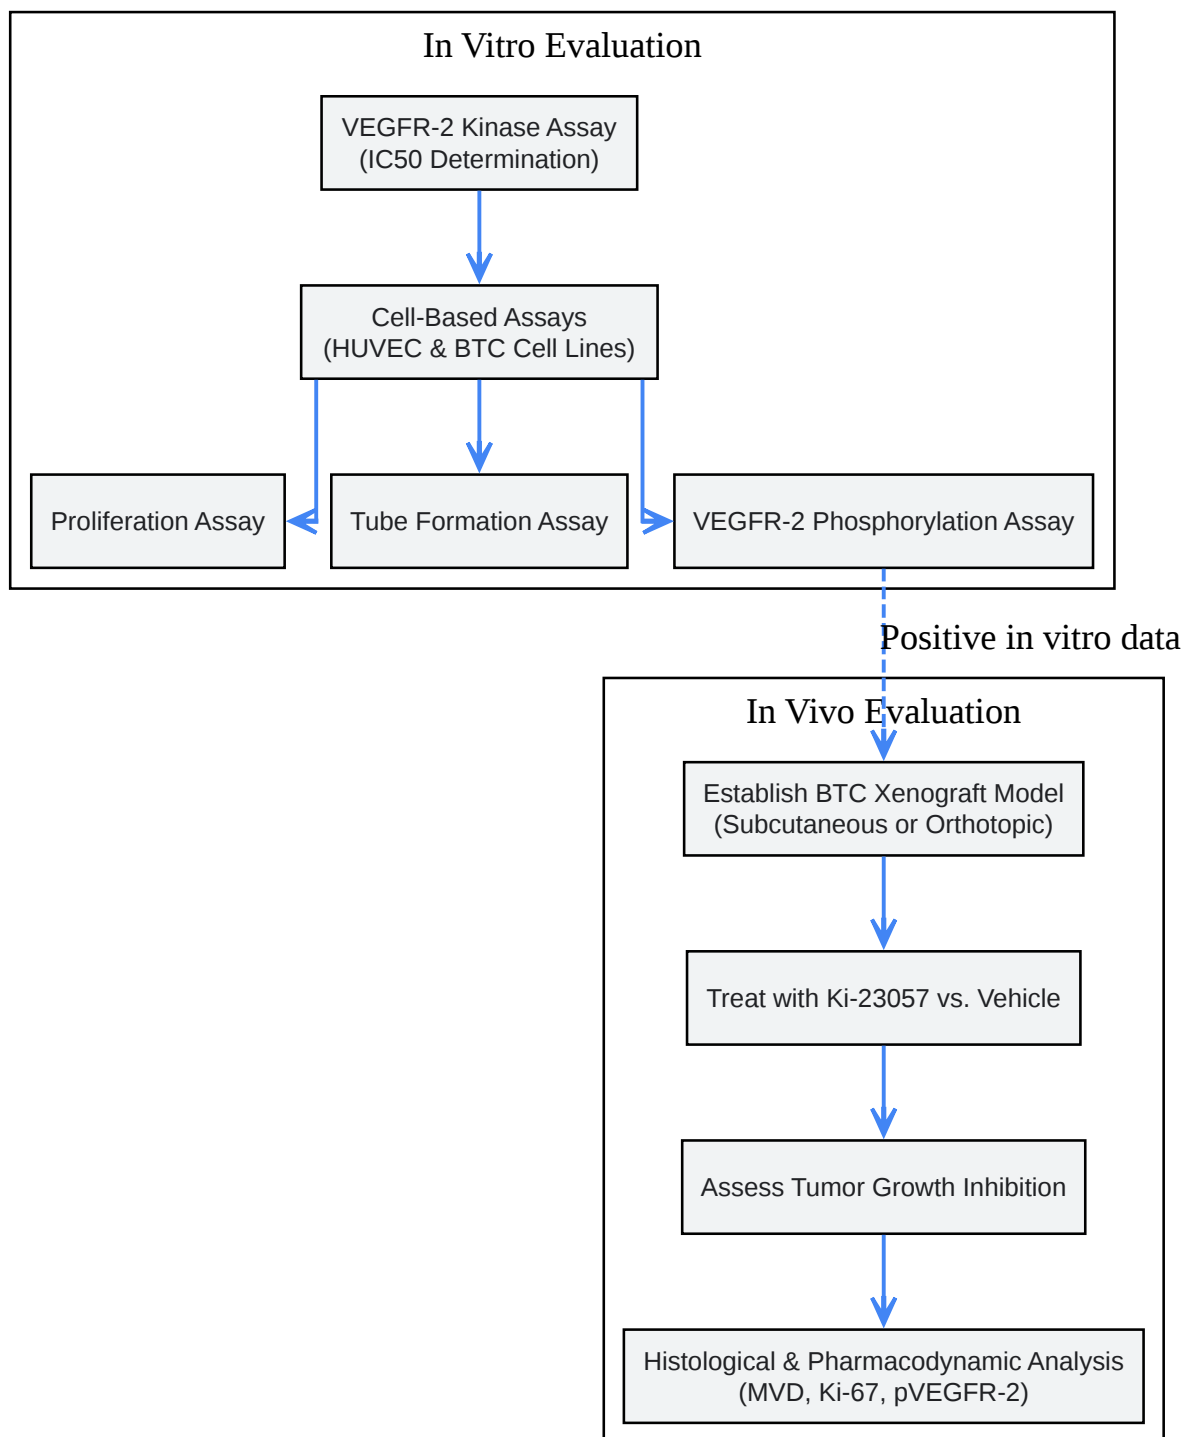 In Vitro Evaluation
VEGFR-2 Kinase Assay
(IC50 Determination)
Cell-Based Assays
(HUVEC & BTC Cell Lines)
Proliferation Assay
Tube Formation Assay
VEGFR-2 Phosphorylation Assay
Positive in vitro data
In Vivo Evaluation
Establish BTC Xenograft Model
(Subcutaneous or Orthotopic)
Treat with Ki-23057 vs. Vehicle
Assess Tumor Growth Inhibition
Histological & Pharmacodynamic Analysis
(MVD, Ki-67, pVEGFR-2)